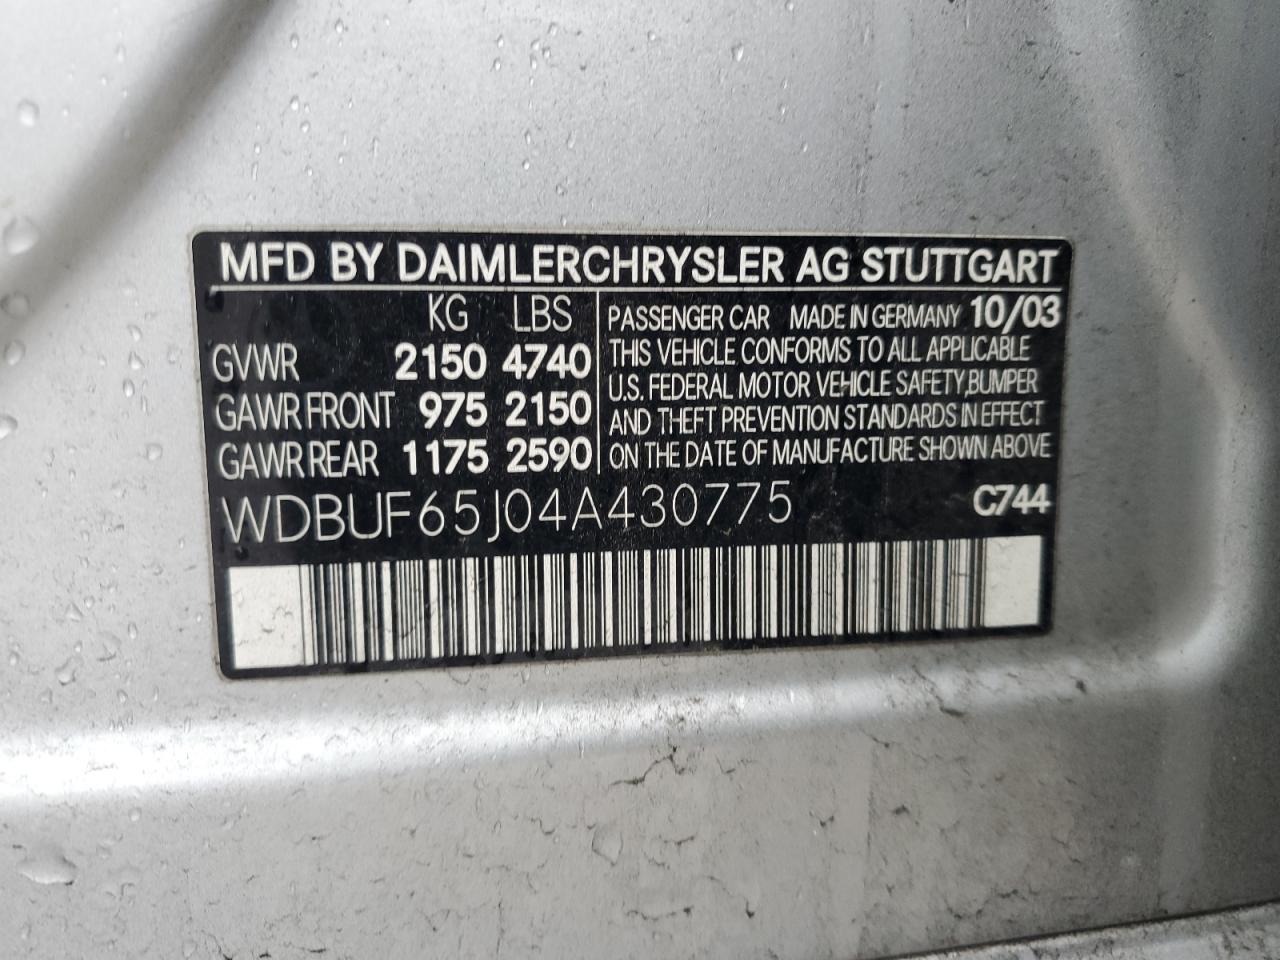 MFD BY DAIMLERCHRYSLER AG STUTTGART
KG LBS
GVWR 2150 4740
GAWR FRONT 975 2150
GAWR REAR 1175 2590
PASSENGER CAR MADE IN GERMANY 10/03
THIS VEHICLE CONFORMS TO ALL APPLICABLE
U.S. FEDERAL MOTOR VEHICLE SAFETY,BUMPER
AND THEFT PREVENTION STANDARDS IN EFFECT
ON THE DATE OF MANUFACTURE SHOWN ABOVE
WDBUF65J04A430775 C744